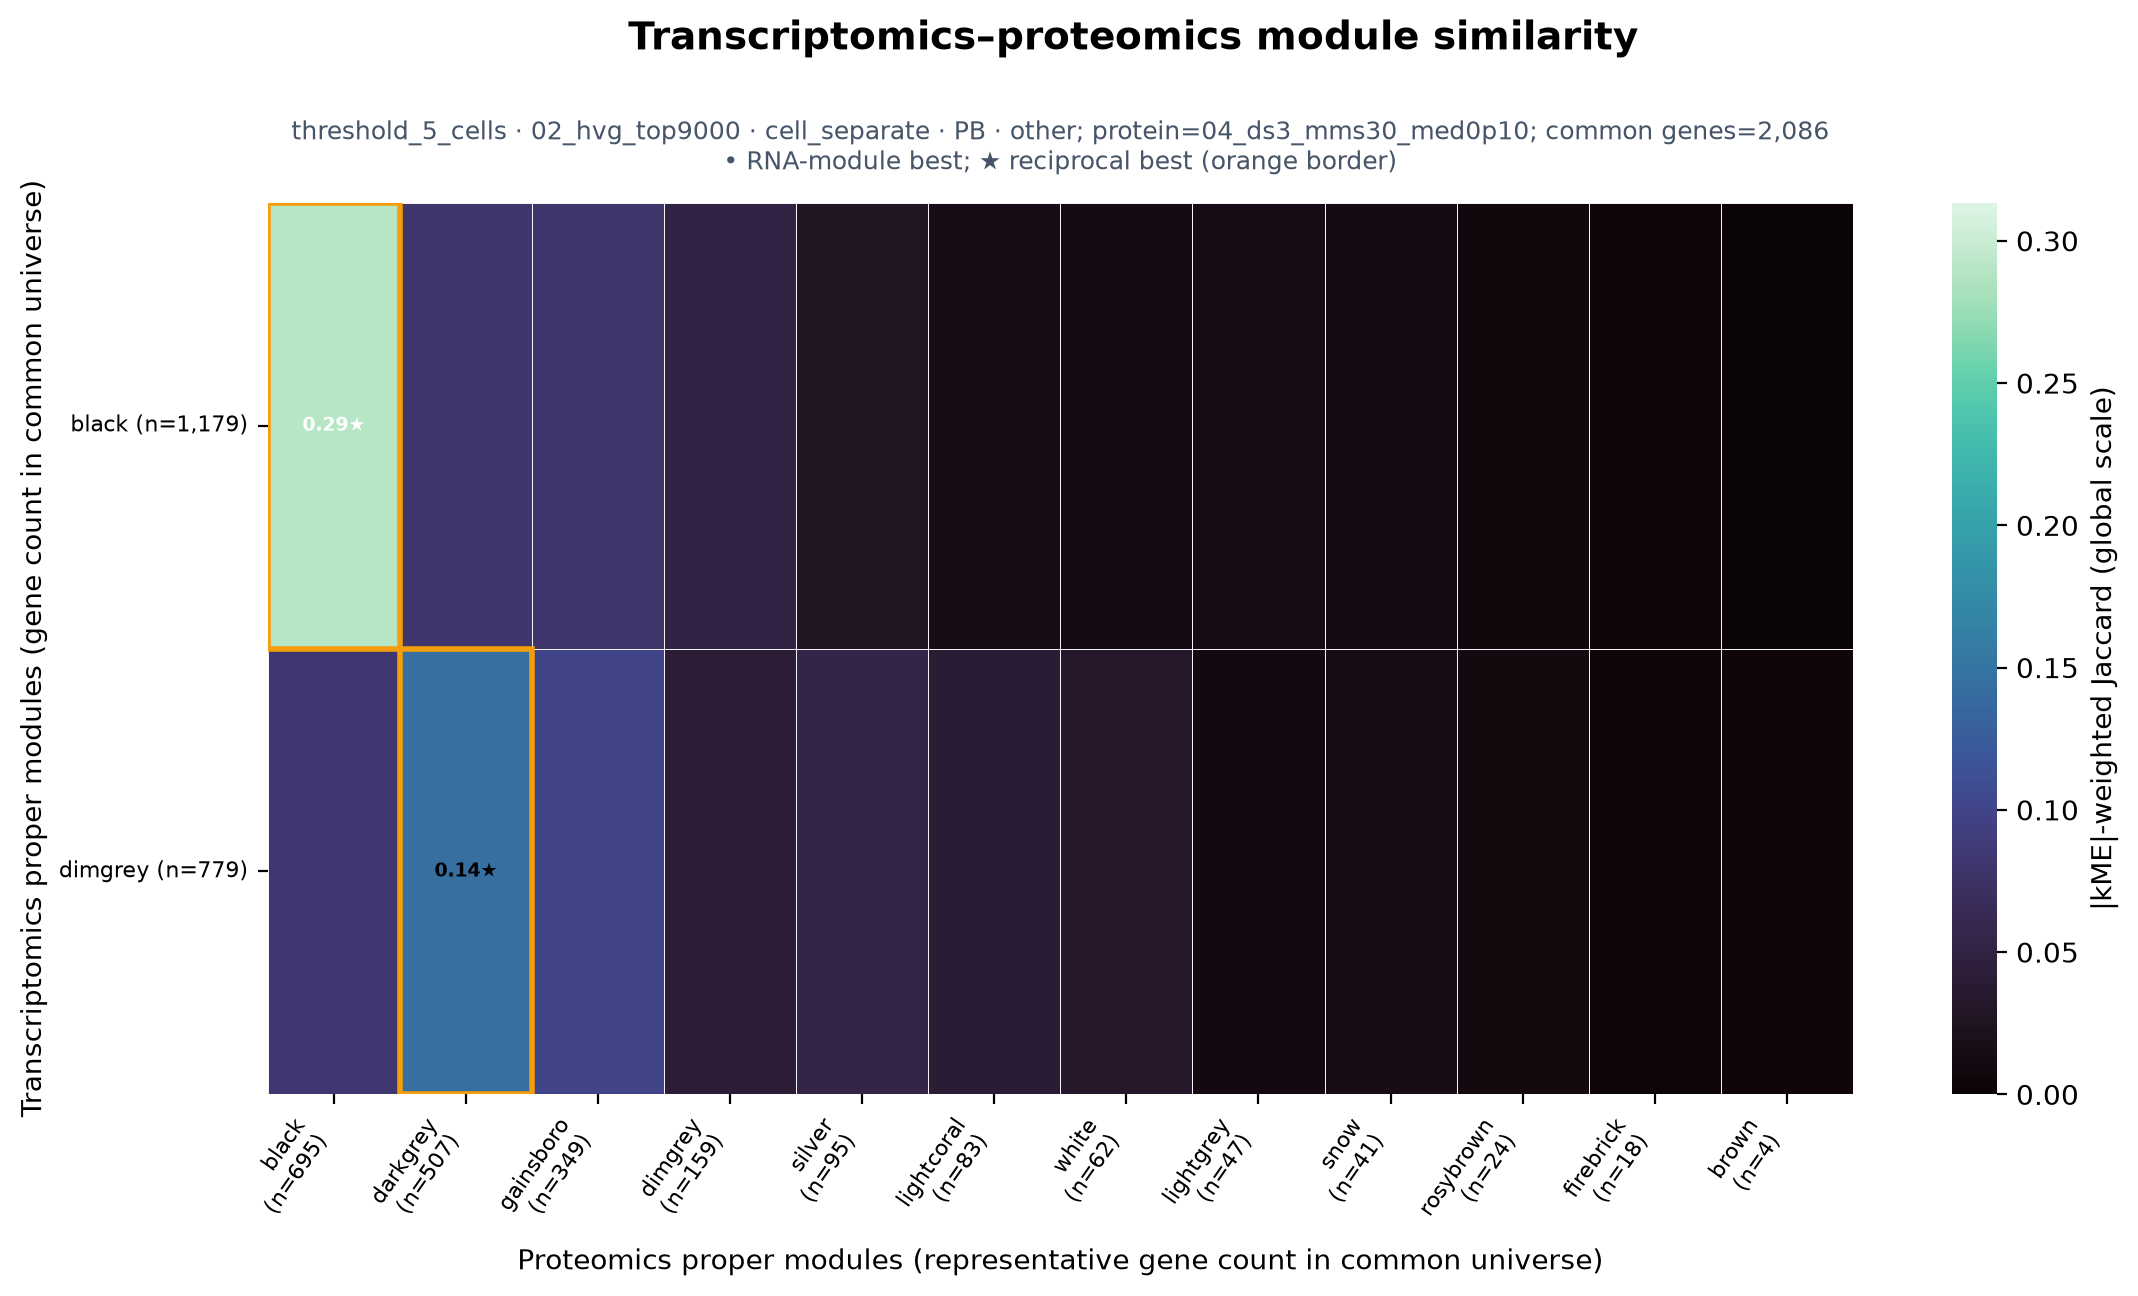 Transcriptomics–proteomics module similarity
threshold_5_cells · 02_hvg_top9000 · cell_separate · PB · other; protein=04_ds3_mms30_med0p10; common genes=2,086
• RNA-module best; ★ reciprocal best (orange border)
Transcriptomics proper modules (gene count in common universe)
black (n=1,179)
dimgrey (n=779)
0.29★
0.14★
black
(n=695)
darkgrey
(n=507)
gainsboro
(n=349)
dimgrey
(n=159)
silver
(n=95)
lightcoral
(n=83)
white
(n=62)
lightgrey
(n=47)
snow
(n=41)
rosybrown
(n=24)
firebrick
(n=18)
brown
(n=4)
Proteomics proper modules (representative gene count in common universe)
0.30
0.25
0.20
0.15
0.10
0.05
0.00
|kME|-weighted Jaccard (global scale)